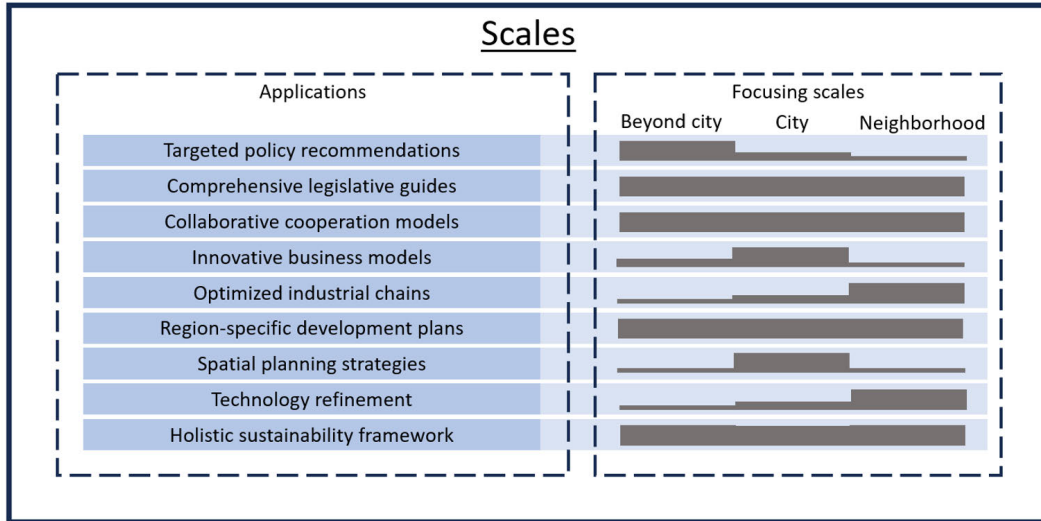 Scales
Applications
Focusing scales
Beyond city City Neighborhood
Targeted policy recommendations
Comprehensive legislative guides
Collaborative cooperation models
Innovative business models
Optimized industrial chains
Region-specific development plans
Spatial planning strategies
Technology refinement
Holistic sustainability framework